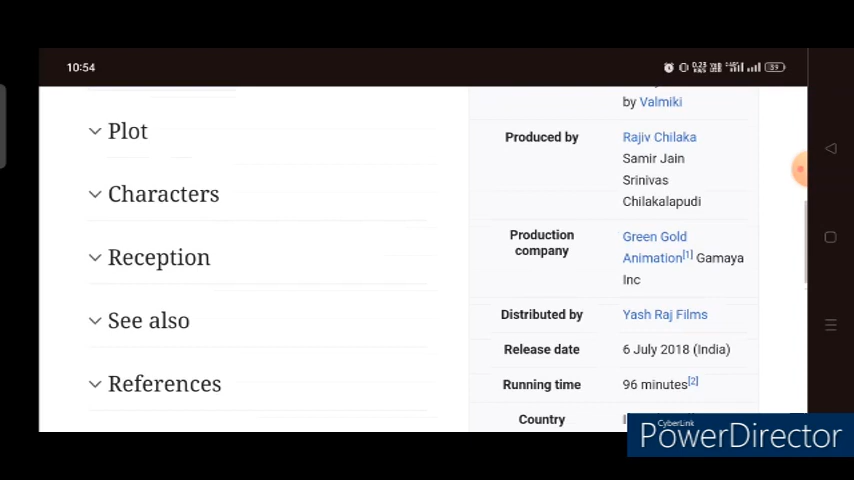 10:54
59
by Valmiki
Plot
Produced by
Rajiv Chilaka
Samir Jain
Srinivas
Chilakalapudi
Characters
Production
company
Green Gold
Animation[1] Gamaya
Inc
Reception
Distributed by
Yash Raj Films
See also
Release date
6 July 2018 (India)
Running time
96 minutes[2]
References
Country
CyberLink
PowerDirector